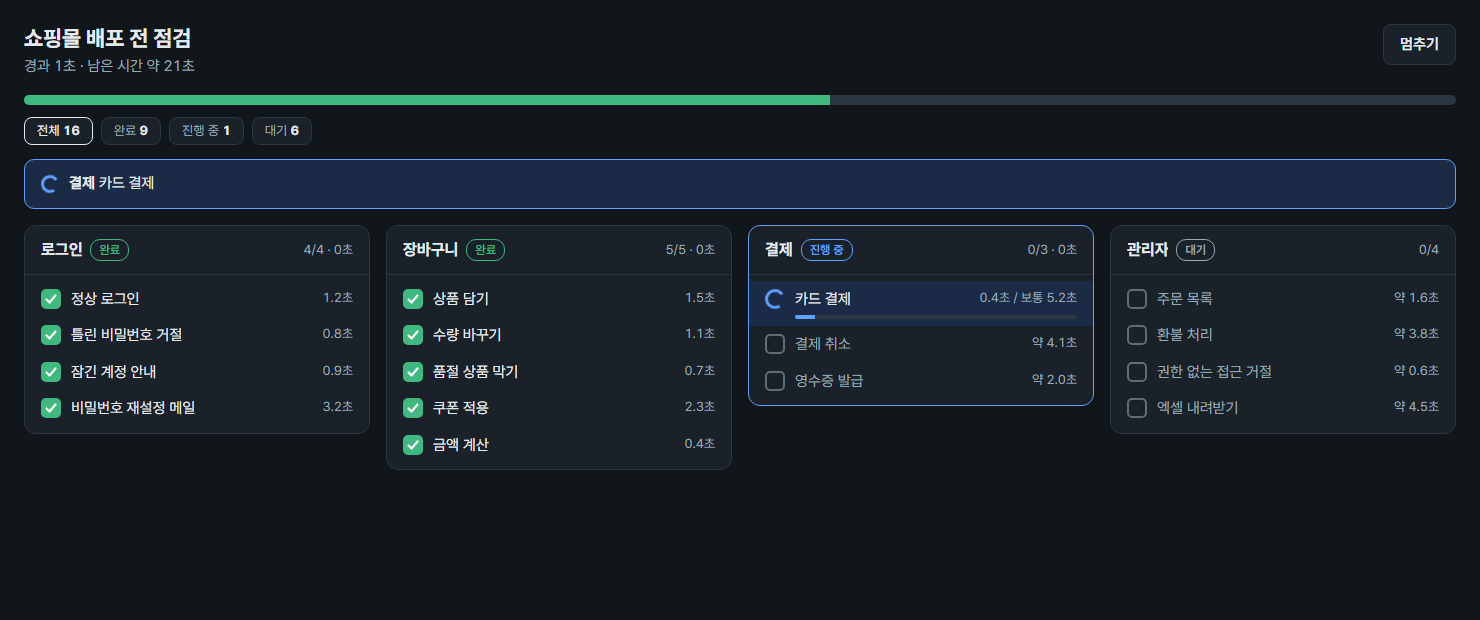 쇼핑몰 배포 전 점검
경과 1초 · 남은 시간 약 21초
멈추기
전체 16 완료 9 진행 중 1 대기 6
결제 카드 결제
로그인 완료 4/4 · 0초
정상 로그인 1.2초
틀린 비밀번호 거절 0.8초
잠긴 계정 안내 0.9초
비밀번호 재설정 메일 3.2초
장바구니 완료 5/5 · 0초
상품 담기 1.5초
수량 바꾸기 1.1초
품절 상품 막기 0.7초
쿠폰 적용 2.3초
금액 계산 0.4초
결제 진행 중 0/3 · 0초
카드 결제 0.4초 / 보통 5.2초
결제 취소 약 4.1초
영수증 발급 약 2.0초
관리자 대기 0/4
주문 목록 약 1.6초
환불 처리 약 3.8초
권한 없는 접근 거절 약 0.6초
엑셀 내려받기 약 4.5초